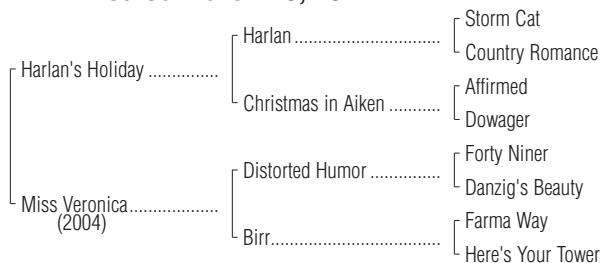 Harlan's Holiday ...............
Miss Veronica...................
(2004)
Harlan ................................
Christmas in Aiken ...........
Distorted Humor ...............
Birr.....................................
Storm Cat
Country Romance
Affirmed
Dowager
Forty Niner
Danzig's Beauty
Farma Way
Here's Your Tower